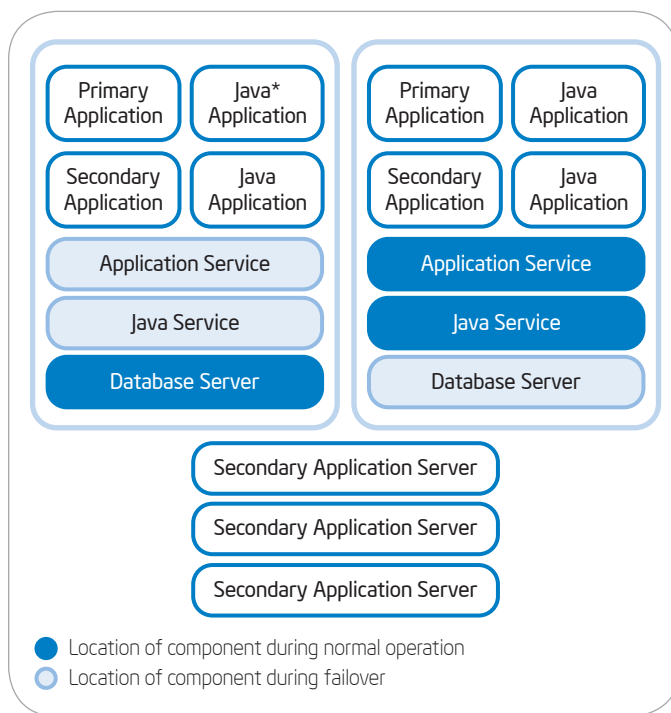 Primary
Application
Java*
Application
Secondary
Application
Java
Application
Application Service
Java Service
Database Server
Primary
Application
Java
Application
Secondary
Application
Java
Application
Application Service
Java Service
Database Server
Secondary Application Server
Secondary Application Server
Secondary Application Server
Location of component during normal operation
Location of component during failover